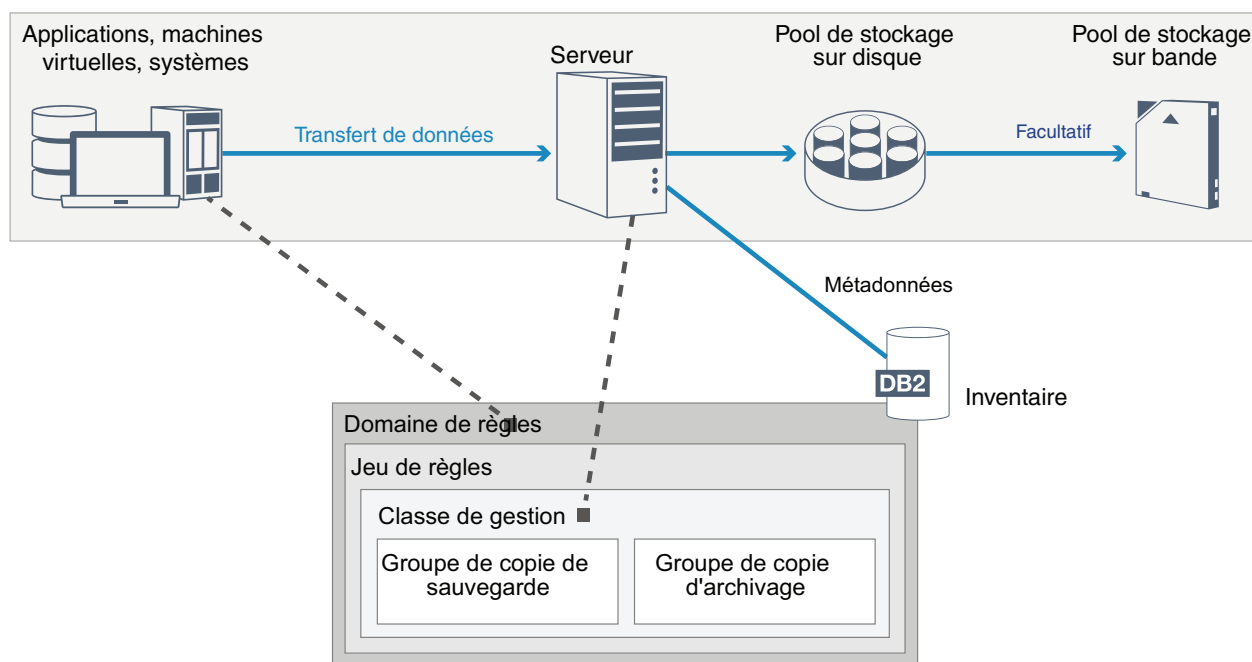 Applications, machines
virtuelles, systèmes
Serveur
Pool de stockage
sur disque
Pool de stockage
sur bande
Transfert de données
Facultatif
Métadonnées
DB2
Inventaire
Domaine de règles
Jeu de règles
Classe de gestion
Groupe de copie de
sauvegarde
Groupe de copie
d'archivage